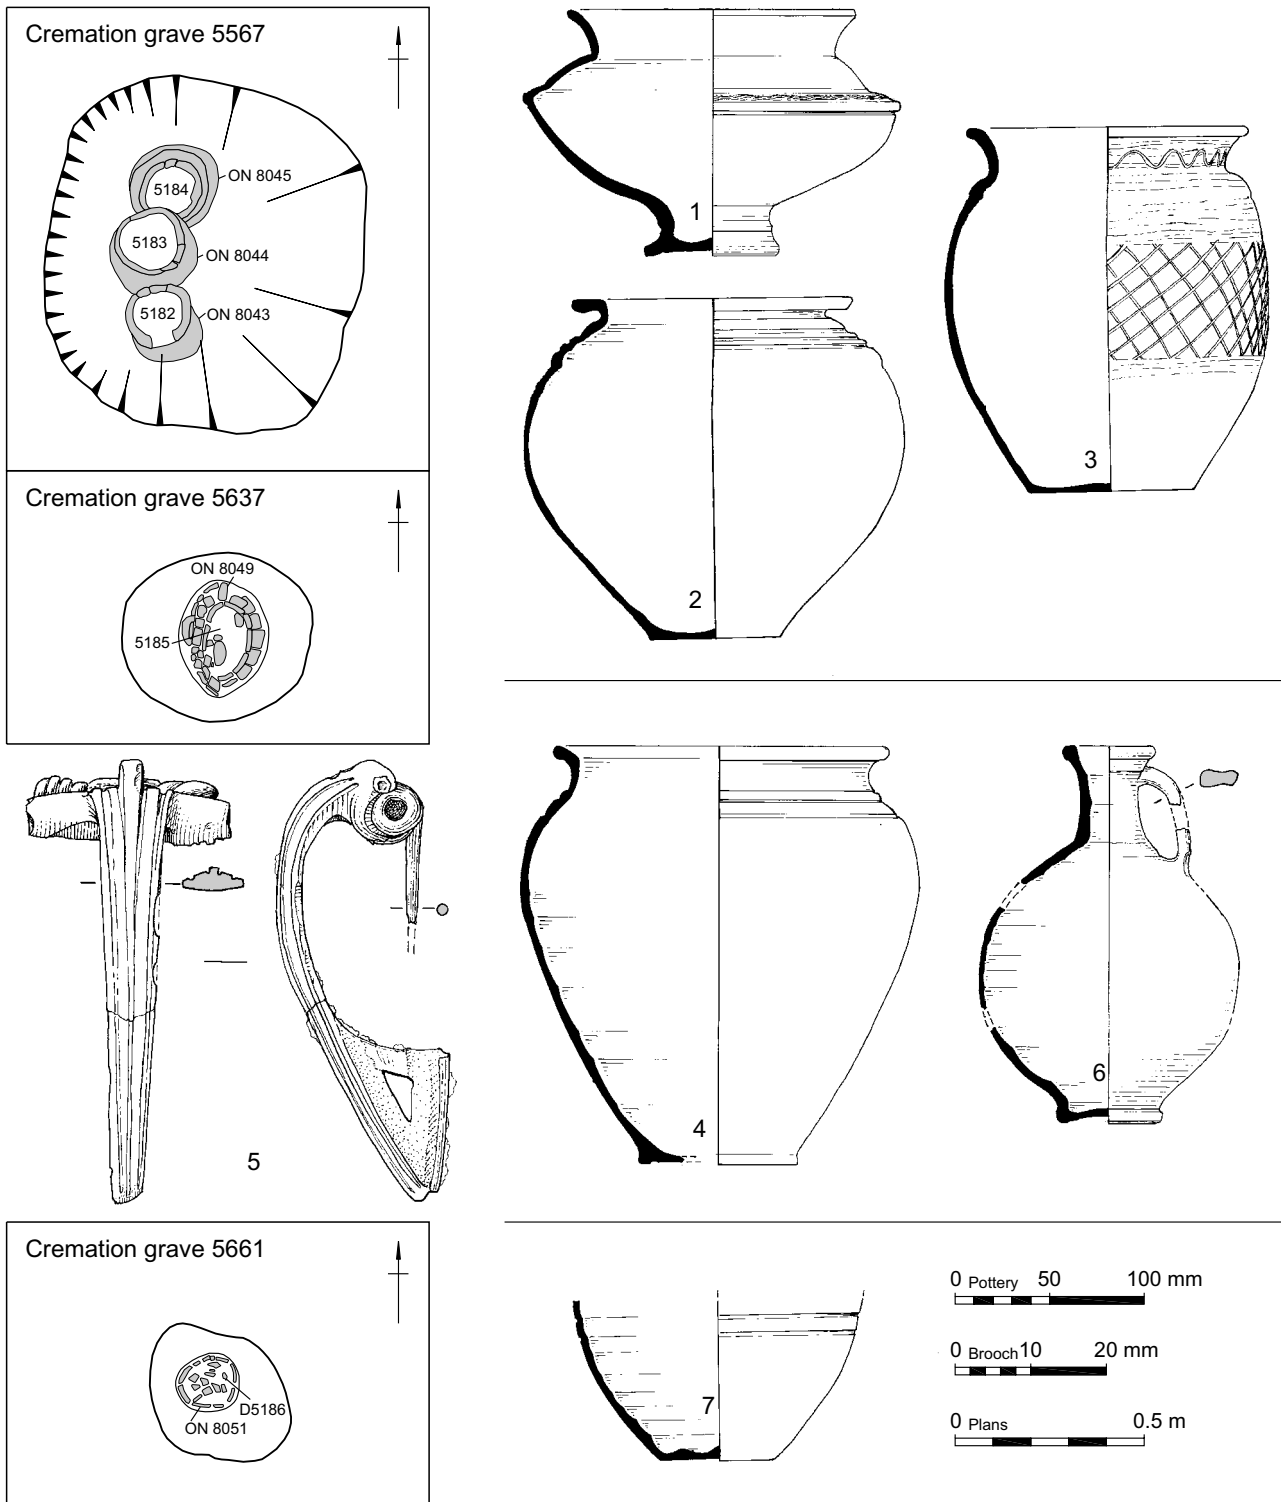 Cremation grave 5567
5184
ON 8045
5183
ON 8044
5182
ON 8043
1
2
3
Cremation grave 5637
ON 8049
5185
5
4
6
Cremation grave 5661
D5186
ON 8051
7
0 Pottery 50 100 mm
0 Brooch 10 20 mm
0 Plans 0.5 m